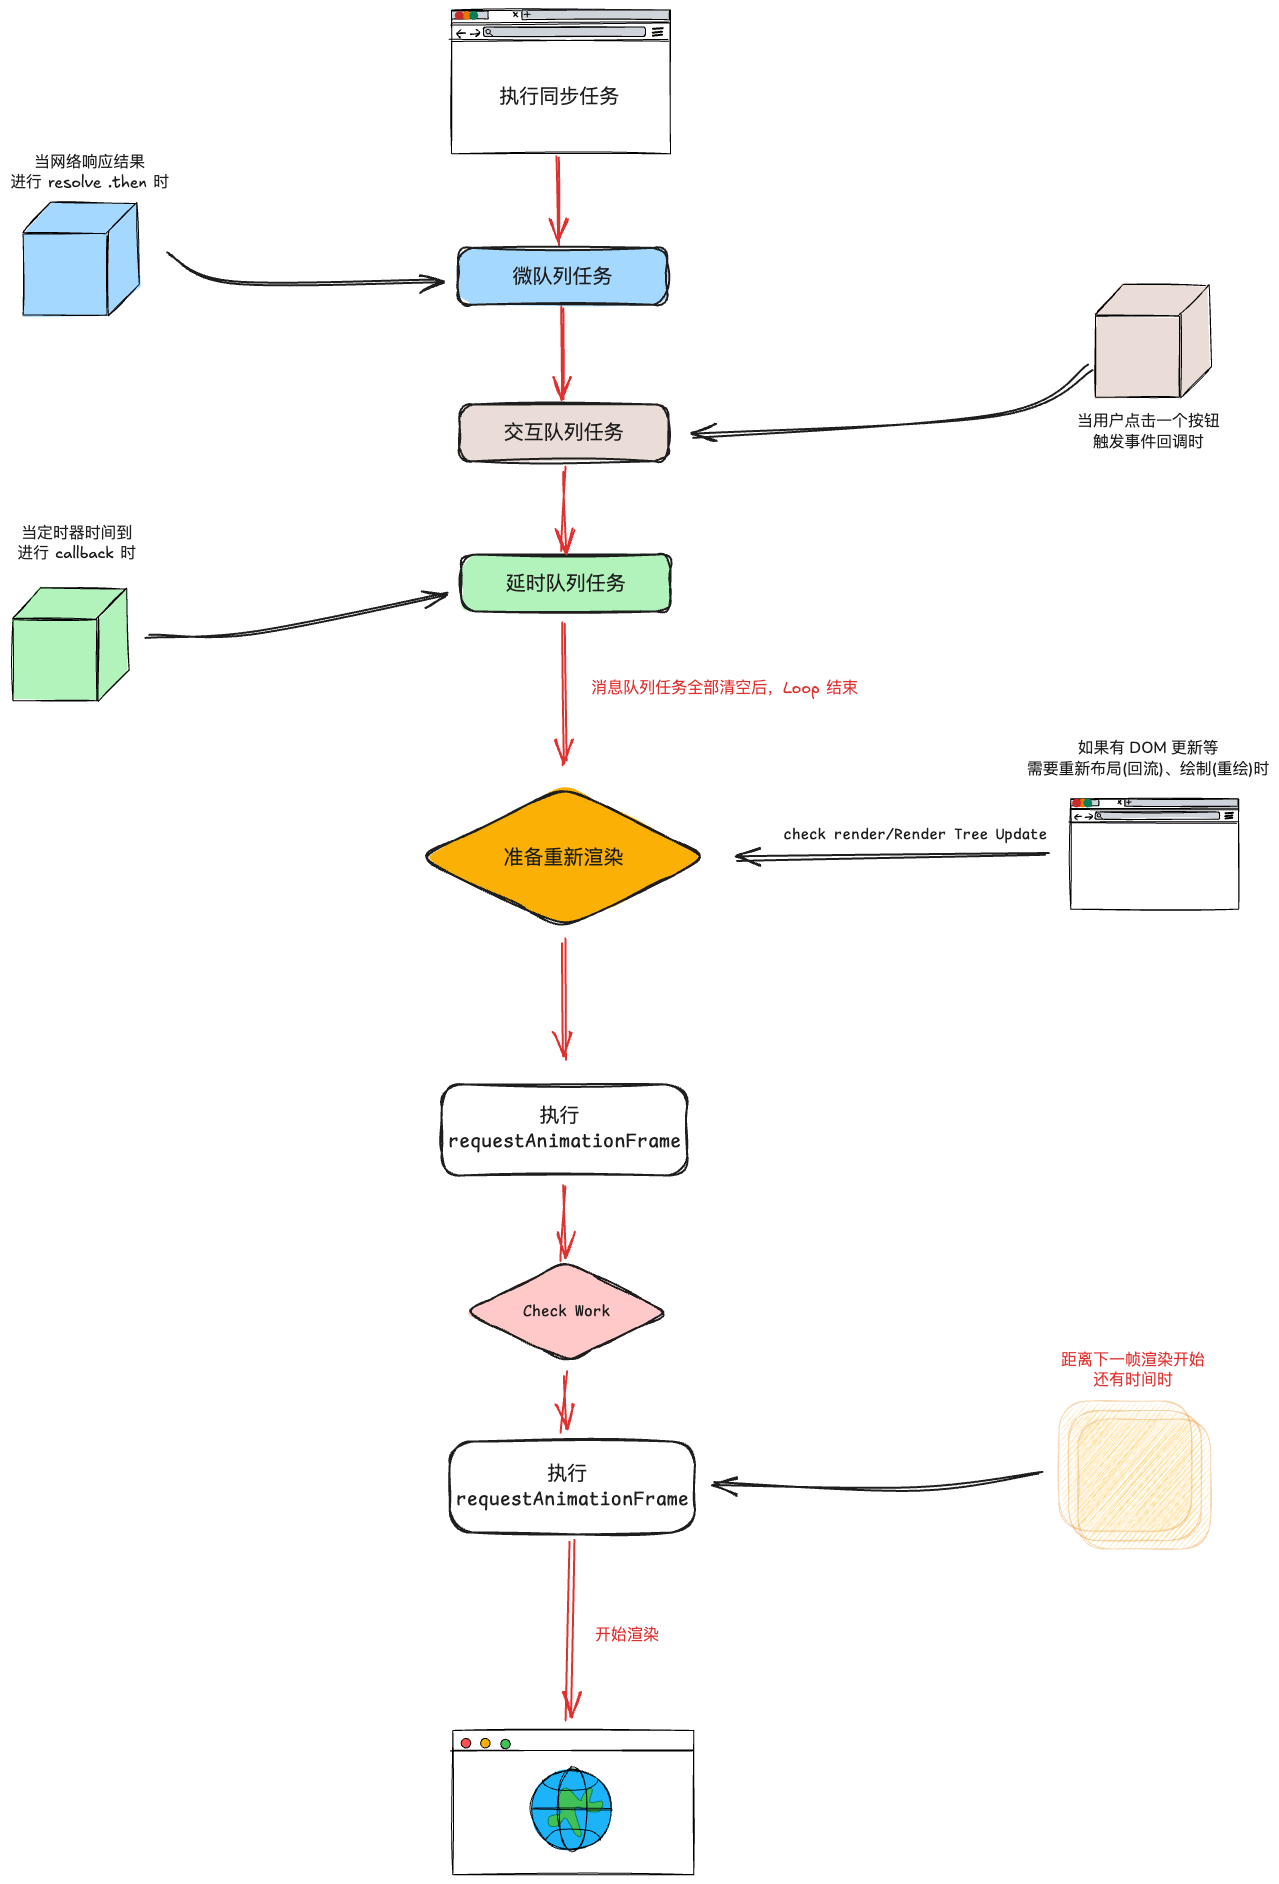 执行同步任务
当网络响应结果
进行 resolve .then 时
微队列任务
交互队列任务
当用户点击一个按钮
触发事件回调时
当定时器时间到
进行 callback 时
延时队列任务
消息队列任务全部清空后，Loop 结束
如果有 DOM 更新等
需要重新布局(回流)、绘制(重绘)时
check render/Render Tree Update
准备重新渲染
执行
requestAnimationFrame
Check Work
距离下一帧渲染开始
还有时间时
执行
requestAnimationFrame
开始渲染